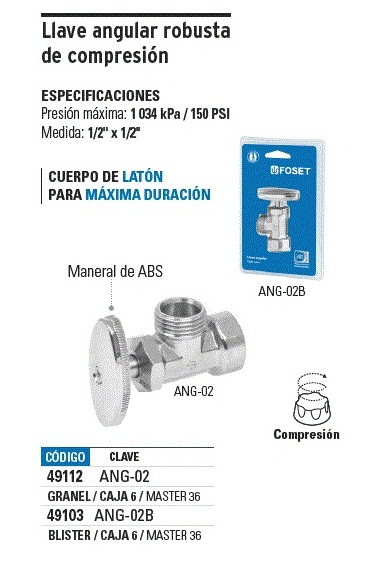 Llave angular robusta
de compresión
ESPECIFICACIONES
Presión máxima: 1 034 kPa / 150 PSI
Medida: 1/2" x 1/2"
CUERPO DE LATÓN
PARA MÁXIMA DURACIÓN
FOSET
ANG-02B
Maneral de ABS
ANG-02
Compresión
CÓDIGO CLAVE
49112 ANG-02
GRANEL / CAJA 6 / MASTER 36
49103 ANG-02B
BLISTER / CAJA 6 / MASTER 36